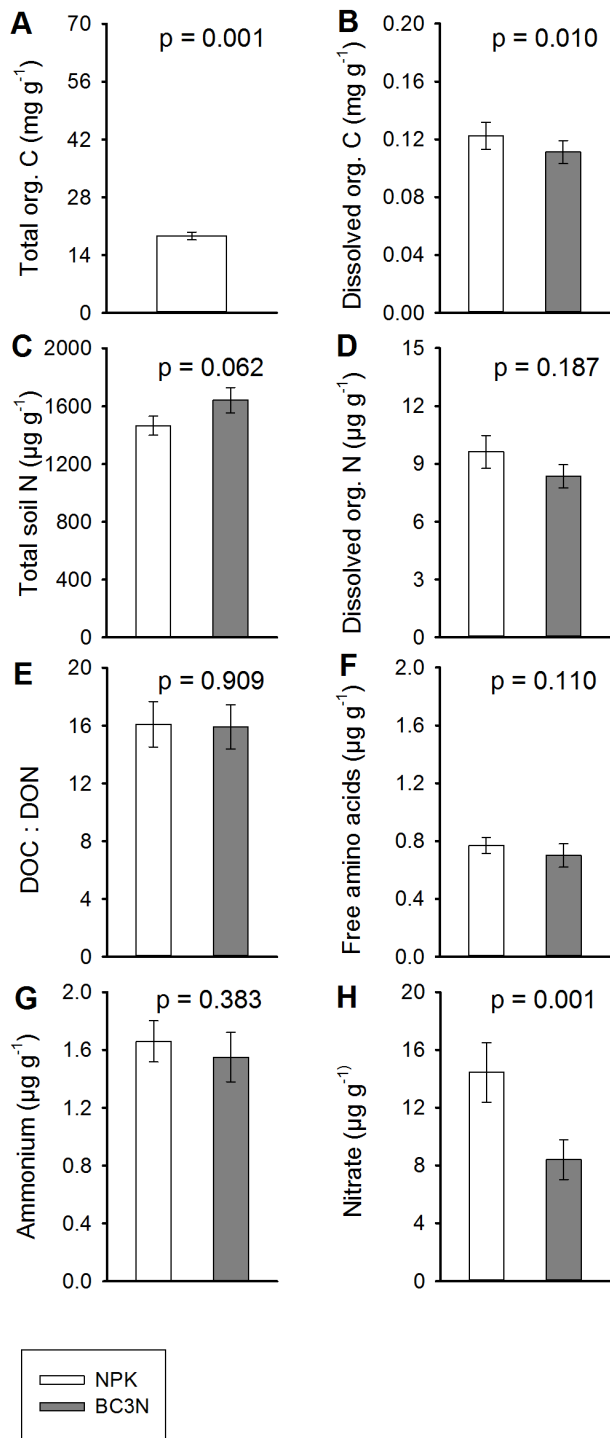 A
p = 0.001
Total org. C (mg g⁻¹)
70
56
42
28
14
0
B
p = 0.010
Dissolved org. C (mg g⁻¹)
0.20
0.16
0.12
0.08
0.04
0.00
C
p = 0.062
Total soil N (µg g⁻¹)
2000
1600
1200
800
400
0
D
p = 0.187
Dissolved org. N (µg g⁻¹)
15
12
9
6
3
0
E
p = 0.909
DOC : DON
20
16
12
8
4
0
F
p = 0.110
Free amino acids (µg g⁻¹)
2.0
1.6
1.2
0.8
0.4
0.0
G
p = 0.383
Ammonium (µg g⁻¹)
2.0
1.6
1.2
0.8
0.4
0.0
H
p = 0.001
Nitrate (µg g⁻¹⁾
20
16
12
8
4
0
NPK
BC3N